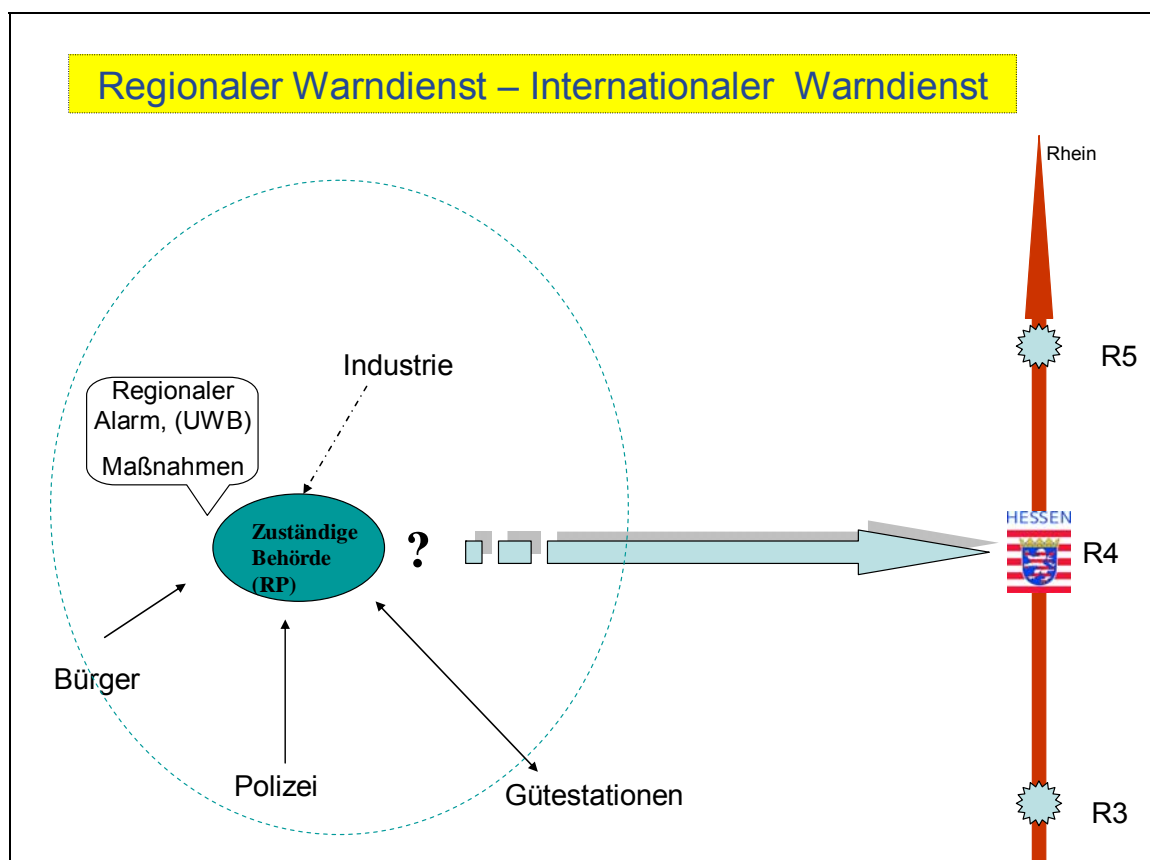 Regionaler Warndienst – Internationaler Warndienst
Rhein
Industrie
R5
Regionaler
Alarm, (UWB)
Maßnahmen
Zuständige
Behörde
(RP)
?
HESSEN
R4
Bürger
Polizei
Gütestationen
R3